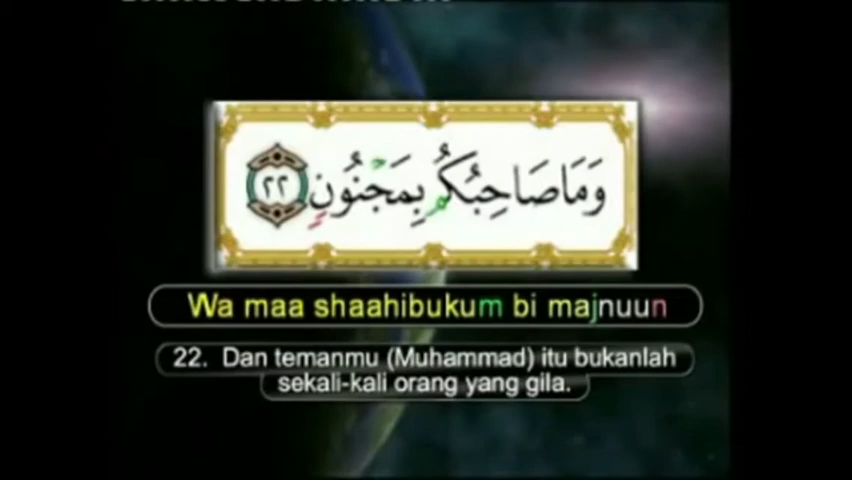 وَمَا صَاحِبُكُم بِمَجْنُونٍ ٢٢
Wa maa shaahibukum bi majnuun
22. Dan temanmu (Muhammad) itu bukanlah
sekali-kali orang yang gila.